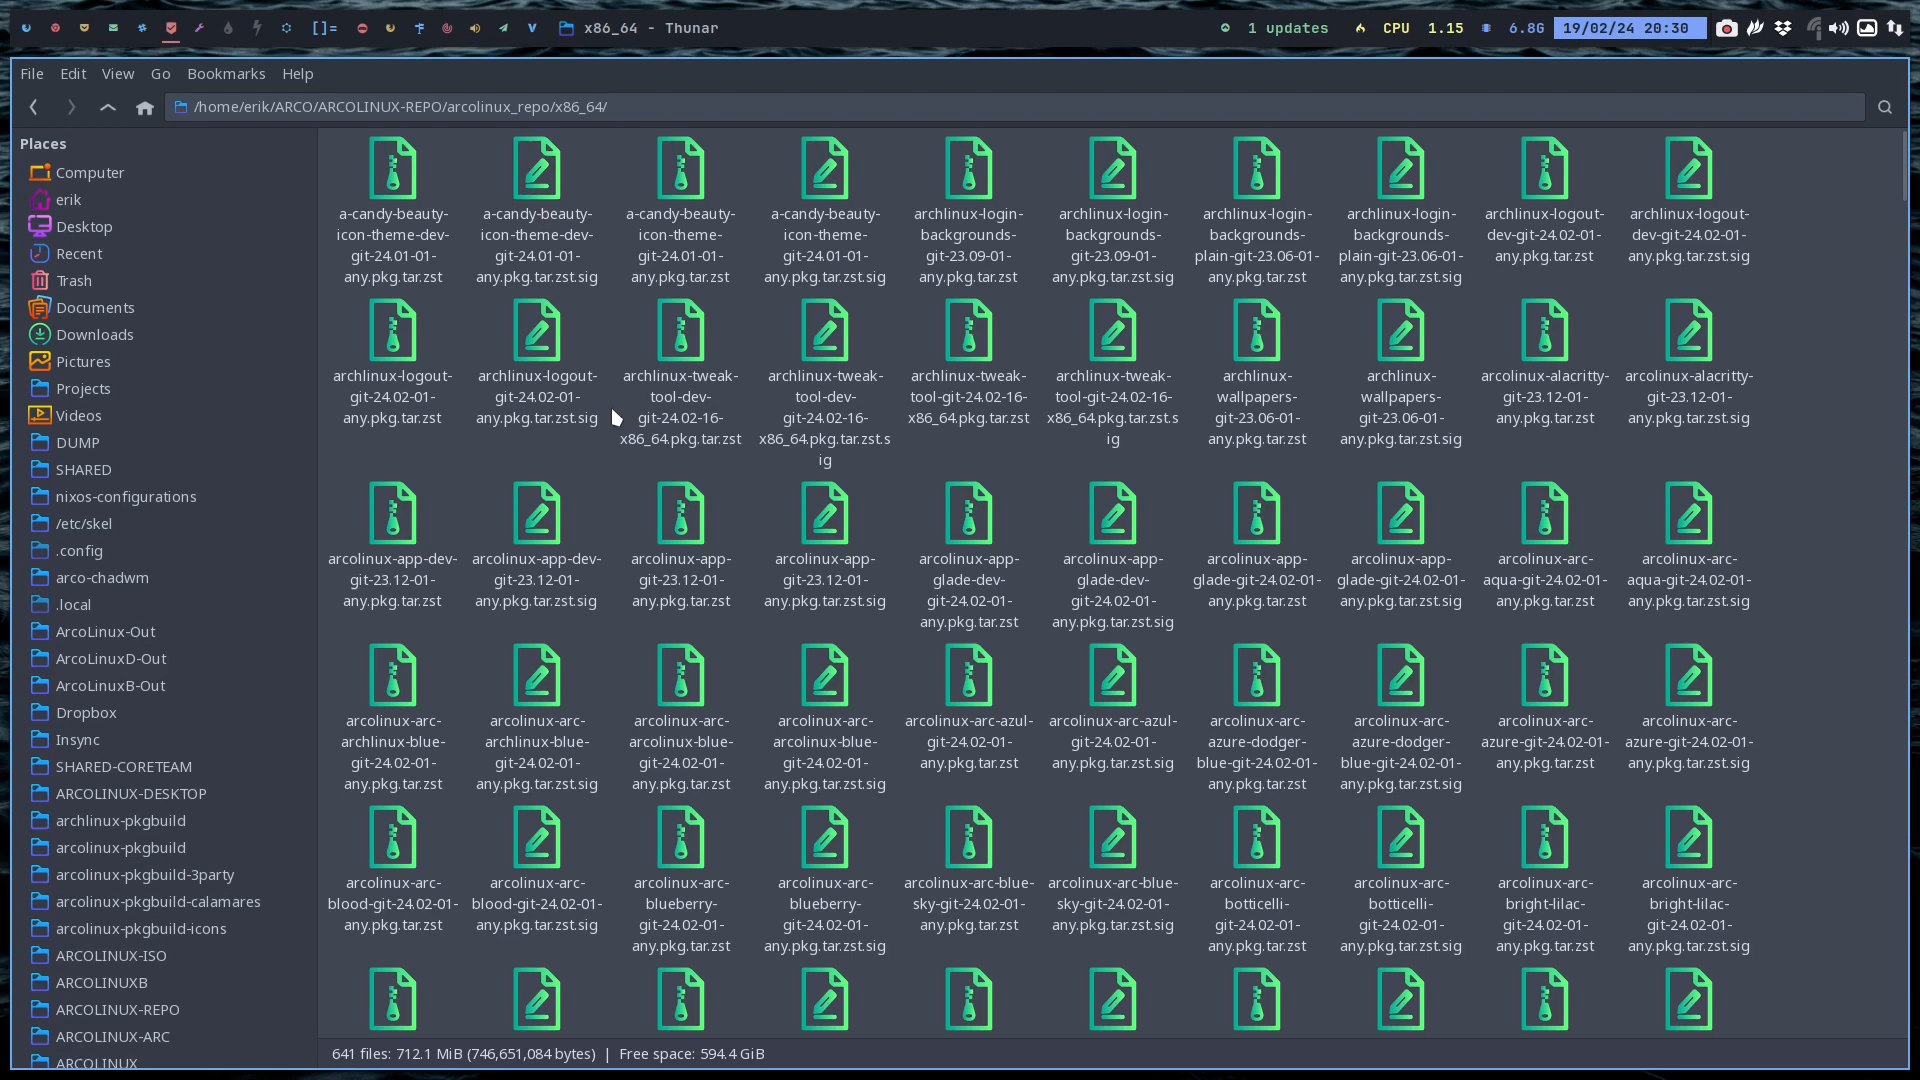 []= x86_64 - Thunar 1 updates CPU 1.15 6.8G 19/02/24 20:30
File Edit View Go Bookmarks Help
/home/erik/ARCO/ARCOLINUX-REPO/arcolinux_repo/x86_64/
Places
Computer
erik
Desktop
Recent
Trash
Documents
Downloads
Pictures
Projects
Videos
DUMP
SHARED
nixos-configurations
/etc/skel
.config
arco-chadwm
.local
ArcoLinux-Out
ArcoLinuxD-Out
ArcoLinuxB-Out
Dropbox
Insync
SHARED-CORETEAM
ARCOLINUX-DESKTOP
archlinux-pkgbuild
arcolinux-pkgbuild
arcolinux-pkgbuild-3party
arcolinux-pkgbuild-calamares
arcolinux-pkgbuild-icons
ARCOLINUX-ISO
ARCOLINUXB
ARCOLINUX-REPO
ARCOLINUX-ARC
ARCOLINUX
a-candy-beauty- a-candy-beauty- a-candy-beauty- a-candy-beauty- archlinux-login- archlinux-login- archlinux-login- archlinux-login- archlinux-logout- archlinux-logout-
icon-theme-dev- icon-theme-dev- icon-theme- icon-theme- backgrounds- backgrounds- backgrounds- backgrounds- dev-git-24.02-01- dev-git-24.02-01-
git-24.01-01- git-24.01-01- git-24.01-01- git-24.01-01- git-23.09-01- git-23.09-01- plain-git-23.06-01- plain-git-23.06-01- any.pkg.tar.zst any.pkg.tar.zst.sig
any.pkg.tar.zst any.pkg.tar.zst.sig any.pkg.tar.zst any.pkg.tar.zst.sig any.pkg.tar.zst any.pkg.tar.zst.sig any.pkg.tar.zst any.pkg.tar.zst.sig
archlinux-logout- archlinux-logout- archlinux-tweak- archlinux-tweak- archlinux-tweak- archlinux-tweak- archlinux- archlinux- arcolinux-alacritty- arcolinux-alacritty-
git-24.02-01- git-24.02-01- tool-dev- tool-dev- tool-git-24.02-16- tool-git-24.02-16- wallpapers- wallpapers- git-23.12-01- git-23.12-01-
any.pkg.tar.zst any.pkg.tar.zst.sig git-24.02-16- git-24.02-16- x86_64.pkg.tar.zst x86_64.pkg.tar.zst.s git-23.06-01- git-23.06-01- any.pkg.tar.zst any.pkg.tar.zst.sig
x86_64.pkg.tar.zst x86_64.pkg.tar.zst.s ig any.pkg.tar.zst any.pkg.tar.zst.sig
ig
arcolinux-app-dev- arcolinux-app-dev- arcolinux-app- arcolinux-app- arcolinux-app- arcolinux-app- arcolinux-app- arcolinux-app- arcolinux-arc- arcolinux-arc-
git-23.12-01- git-23.12-01- git-23.12-01- git-23.12-01- glade-dev- glade-dev- glade-git-24.02-01- glade-git-24.02-01- aqua-git-24.02-01- aqua-git-24.02-01-
any.pkg.tar.zst any.pkg.tar.zst.sig any.pkg.tar.zst any.pkg.tar.zst.sig git-24.02-01- git-24.02-01- any.pkg.tar.zst any.pkg.tar.zst.sig any.pkg.tar.zst any.pkg.tar.zst.sig
any.pkg.tar.zst any.pkg.tar.zst.sig
arcolinux-arc- arcolinux-arc- arcolinux-arc- arcolinux-arc- arcolinux-arc-azul- arcolinux-arc-azul- arcolinux-arc- arcolinux-arc- arcolinux-arc- arcolinux-arc-
archlinux-blue- archlinux-blue- arcolinux-blue- arcolinux-blue- git-24.02-01- git-24.02-01- azure-dodger- azure-dodger- azure-git-24.02-01- azure-git-24.02-01-
git-24.02-01- git-24.02-01- git-24.02-01- git-24.02-01- any.pkg.tar.zst any.pkg.tar.zst.sig blue-git-24.02-01- blue-git-24.02-01- any.pkg.tar.zst any.pkg.tar.zst.sig
any.pkg.tar.zst any.pkg.tar.zst.sig any.pkg.tar.zst any.pkg.tar.zst.sig any.pkg.tar.zst any.pkg.tar.zst.sig
arcolinux-arc- arcolinux-arc- arcolinux-arc- arcolinux-arc- arcolinux-arc-blue- arcolinux-arc-blue- arcolinux-arc- arcolinux-arc- arcolinux-arc- arcolinux-arc-
blood-git-24.02-01- blood-git-24.02-01- blueberry- blueberry- sky-git-24.02-01- sky-git-24.02-01- botticelli- botticelli- bright-lilac- bright-lilac-
any.pkg.tar.zst any.pkg.tar.zst.sig git-24.02-01- git-24.02-01- any.pkg.tar.zst any.pkg.tar.zst.sig git-24.02-01- git-24.02-01- git-24.02-01- git-24.02-01-
any.pkg.tar.zst any.pkg.tar.zst.sig any.pkg.tar.zst any.pkg.tar.zst.sig any.pkg.tar.zst any.pkg.tar.zst.sig
641 files: 712.1 MiB (746,651,084 bytes) | Free space: 594.4 GiB